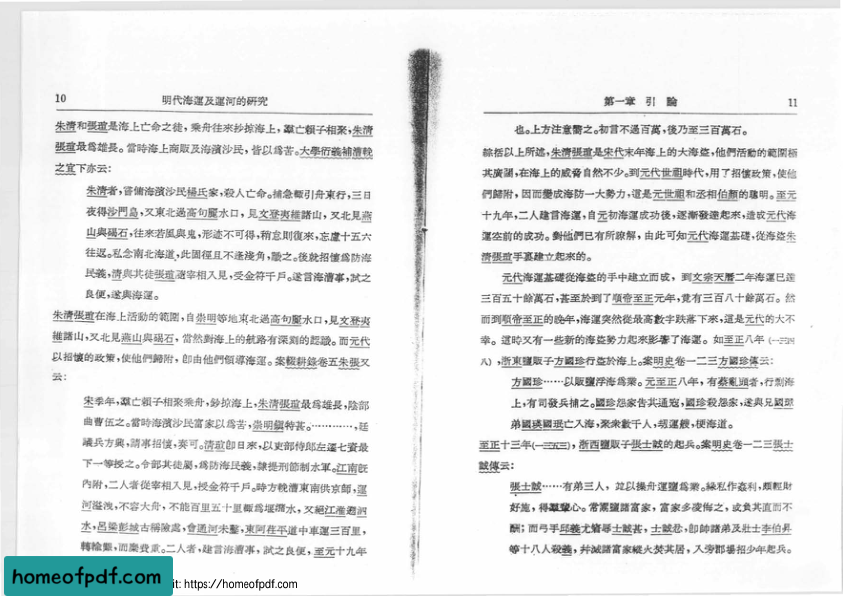 10 明代海運及運河的研究
朱清和張瑄是海上亡命之徒，乘舟往來抄掠海上，羣亡賴子相聚，朱清
張瑄最爲雄長。當時海上商販及海濱沙民，皆以爲苦。大學衍義補漕輓
之宜下亦云：
朱清者，嘗傭海濱沙民楊氏家，殺人亡命。捕急輒引舟東行，三日
夜得沙門島，又東北過高句麗水口，見文登夷維諸山，又北見燕
山與碣石，往來若風與鬼，形迹不可得，稍怠則復來，亡慮十五六
往返。私念南北海道，此固徑且不逢淺角，識之。後就招懷爲防海
民義，清與其徒張瑄隨宰相入見，受金符千戶。遂言海漕事，試之
良便，遂興海運。
朱清張瑄在海上活動的範圍，自崇明等地東北過高句麗水口，見文登夷
維諸山，又北見燕山與碣石，當然對海上的航路有深刻的認識。而元代
以招懷的政策，使他們歸附，卽由他們領導海運。案輟耕錄卷五朱張又
云：
宋季年，羣亡賴子相聚乘舟，鈔掠海上，朱清張瑄最爲雄長，陰部
曲曹伍之。當時海濱沙民富家以爲苦，崇明鎮特甚。…………，廷
議兵方興，請事招懷，奏可。清瑄卽日來，以吏部侍郎左選七資最
下一等授之。令部其徒屬，爲防海民義，隸提刑節制水軍。江南旣
內附，二人者從宰相入見，授金符千戶。時方輓漕東南供京師，運
河溢淺，不容大舟，不能百里五十里輒爲堰瀦水，又絕江淮遡泗
水，呂梁彭城古稱險處，會通河未鑿，東阿茌平道中車運三百里，
轉輸艱，而糜費重。二人者，建言海漕事，試之良便，至元十九年
第一章 引論 11
也。上方注意嚮之。初言不過百萬，後乃至三百萬石。
綜括以上所述，朱清張瑄是宋代末年海上的大海盜，他們活動的範圍極
其廣闊，在海上的威脅自然不少。到元代世祖時代，用了招懷政策，使他
們歸附，因而變成海防一大勢力，這是元世祖和丞相伯顏的聰明。至元
十九年，二人建言海運，自元初海運成功後，逐漸發達起來，造成元代海
運空前的成功。對他們已有所瞭解，由此可知元代海運基礎，從海盜朱
清張瑄手裏建立起來的。
元代海運基礎從海盜的手中建立而成，到文宗天曆二年海運已達
三百五十餘萬石，甚至於到了順帝至正元年，竟有三百八十餘萬石。然
而到順帝至正的晚年，海運突然從最高數字跌落下來，這是元代的大不
幸。這時又有一些新的海盜勢力起來影響了海運。如至正八年（一三四
八），浙東鹽販子方國珍行盜於海上。案明史卷一二三方國珍傳云：
方國珍……以販鹽浮海爲業。元至正八年，有蔡亂頭者，行剽海
上，有司發兵捕之。國珍怨家告其通寇，國珍殺怨家，遂與兄國璋
弟國瑛國珉亡入海，聚衆數千人，刼運艘，梗海道。
至正十三年（一三五三），浙西鹽販子張士誠的起兵。案明史卷一二三張士
誠傳云：
張士誠……有弟三人，竝以操舟運鹽爲業。緣私作姦利，頗輕財
好施，得羣輩心。常鬻鹽諸富家，富家多凌侮之，或負其直而不
酬；而弓手邱義尤窘辱士誠甚，士誠忿，卽帥諸弟及壯士李伯昇
等十八人殺義，幷滅諸富家縱火焚其居，入旁郡場招少年起兵。
homeofpdf.com
it: https://homeofpdf.com